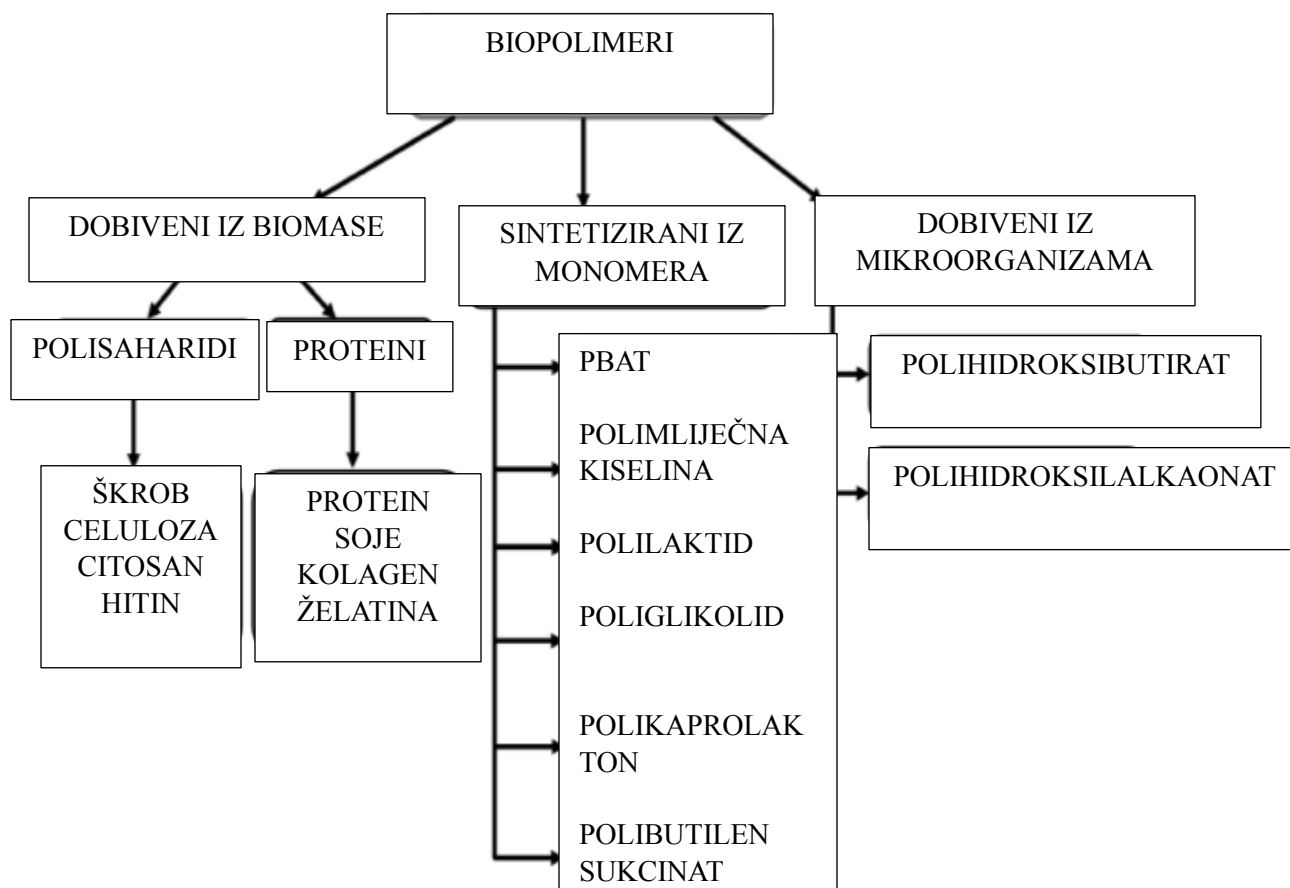 BIOPOLIMERI
DOBIVENI IZ BIOMASE
SINTETIZIRANI IZ
MONOMERA
DOBIVENI IZ
MIKROORGANIZAMA
POLISAHARIDI
PROTEINI
ŠKROB
CELULOZA
CITOSAN
HITIN
PROTEIN
SOJE
KOLAGEN
ŽELATINA
PBAT
POLIMLIJEČNA
KISELINA
POLILAKTID
POLIGLIKOLID
POLIKAPROLAK
TON
POLIBUTILEN
SUKCINAT
POLIHIDROKSIBUTIRAT
POLIHIDROKSILALKAONAT